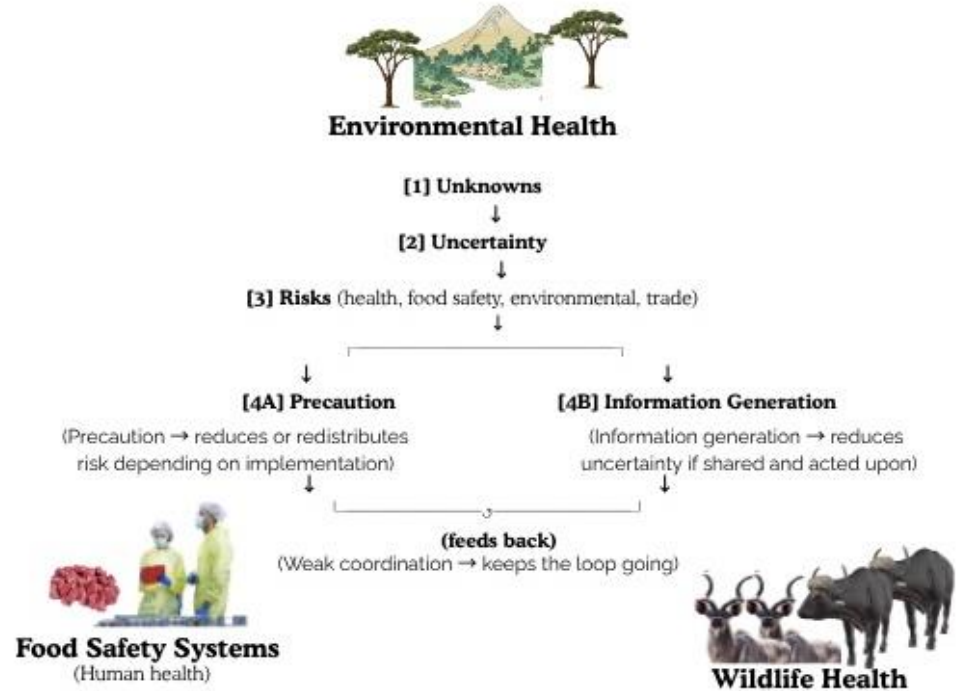 Environmental Health
[1] Unknowns
↓
[2] Uncertainty
↓
[3] Risks (health, food safety, environmental, trade)
↓
↓ ↓
[4A] Precaution [4B] Information Generation
(Precaution → reduces or redistributes (Information generation → reduces
risk depending on implementation) uncertainty if shared and acted upon)
↓ ↓
(feeds back)
(Weak coordination → keeps the loop going)
Food Safety Systems
(Human health)
Wildlife Health